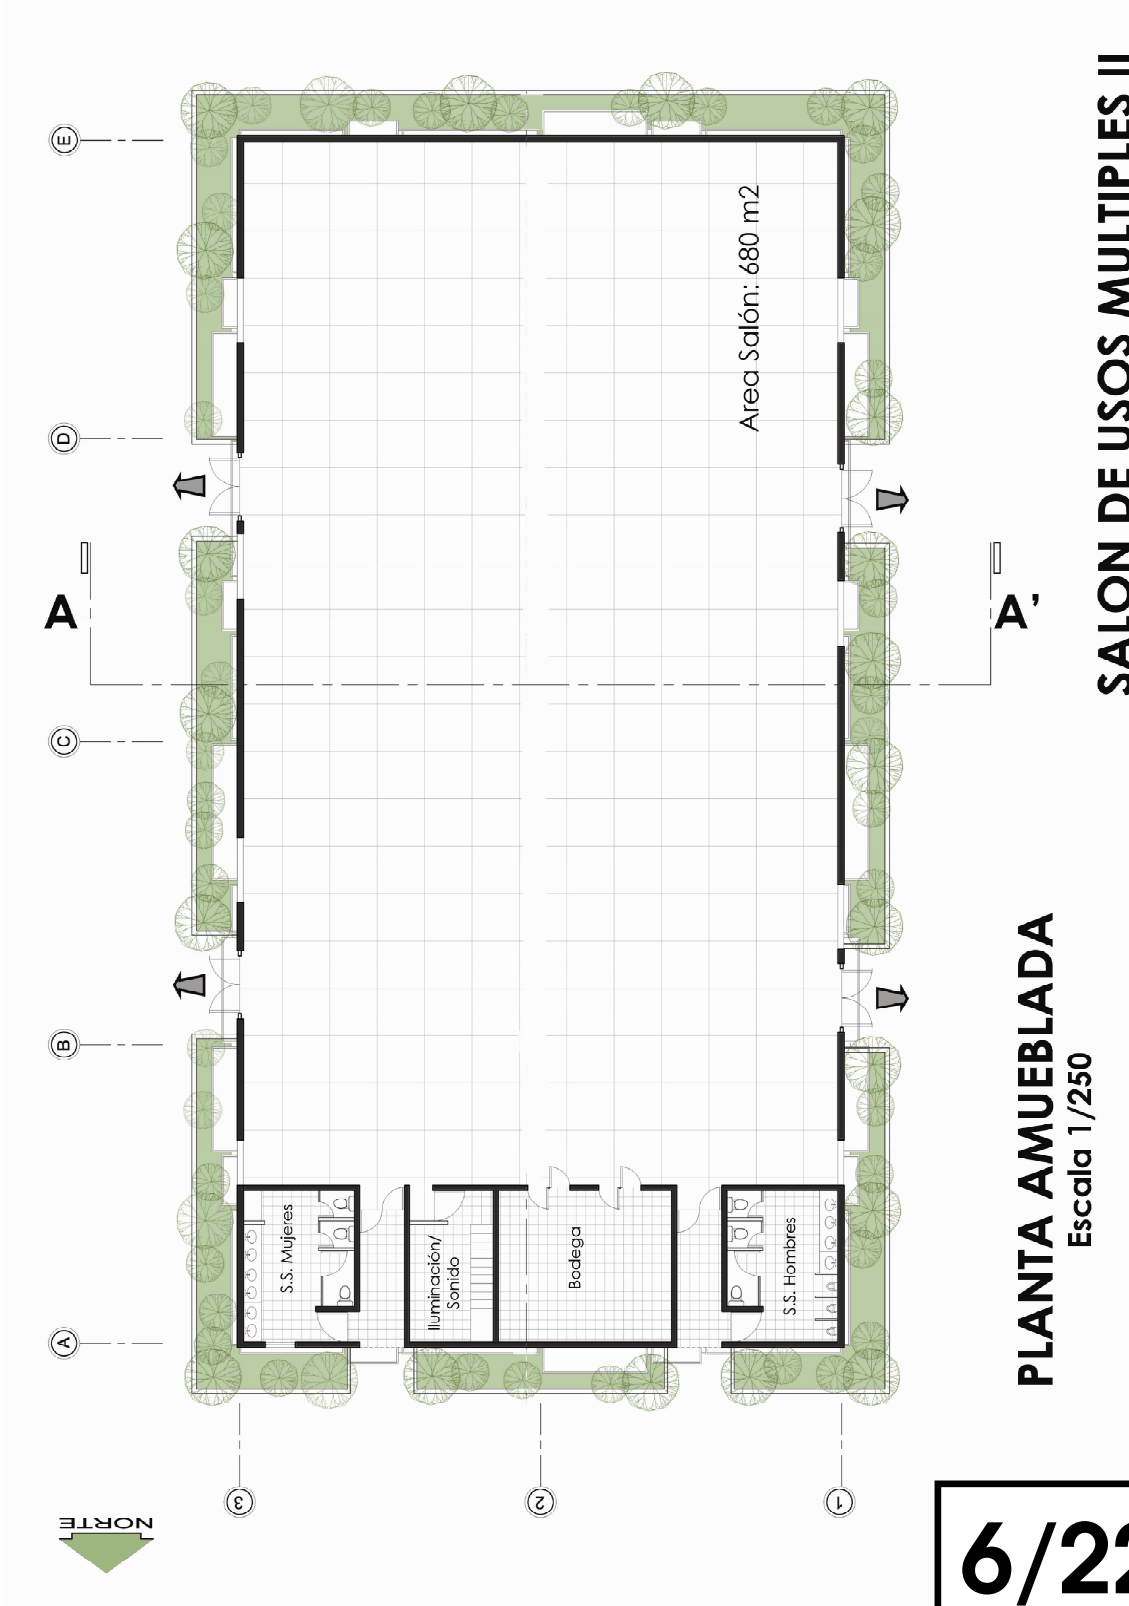 SALON DE USOS MULTIPLES II
PLANTA AMUEBLADA
Escala 1/250
Area Salón: 680 m2
E
D
C
B
A
A
A'
S.S. Mujeres
Iluminación/
Sonido
Bodega
S.S. Hombres
3
2
1
NORTE
6/22